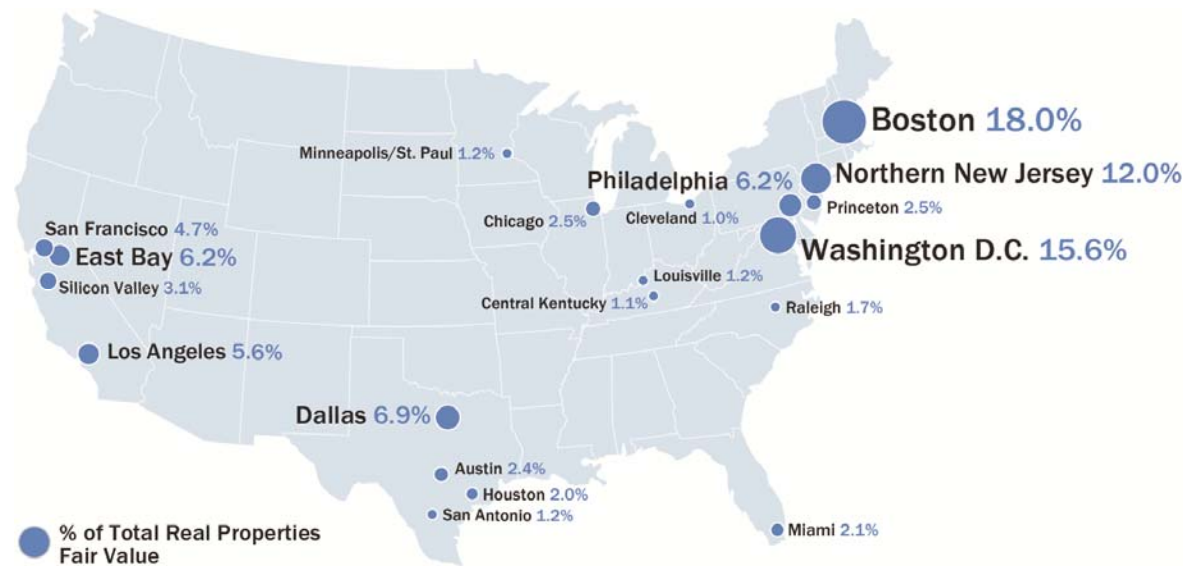 Boston 18.0%
Minneapolis/St. Paul 1.2%
Northern New Jersey 12.0%
Philadelphia 6.2%
Princeton 2.5%
Chicago 2.5%
Cleveland 1.0%
San Francisco 4.7%
Washington D.C. 15.6%
East Bay 6.2%
Louisville 1.2%
Silicon Valley 3.1%
Central Kentucky 1.1%
Raleigh 1.7%
Los Angeles 5.6%
Dallas 6.9%
Austin 2.4%
Houston 2.0%
San Antonio 1.2%
Miami 2.1%
% of Total Real Properties
Fair Value